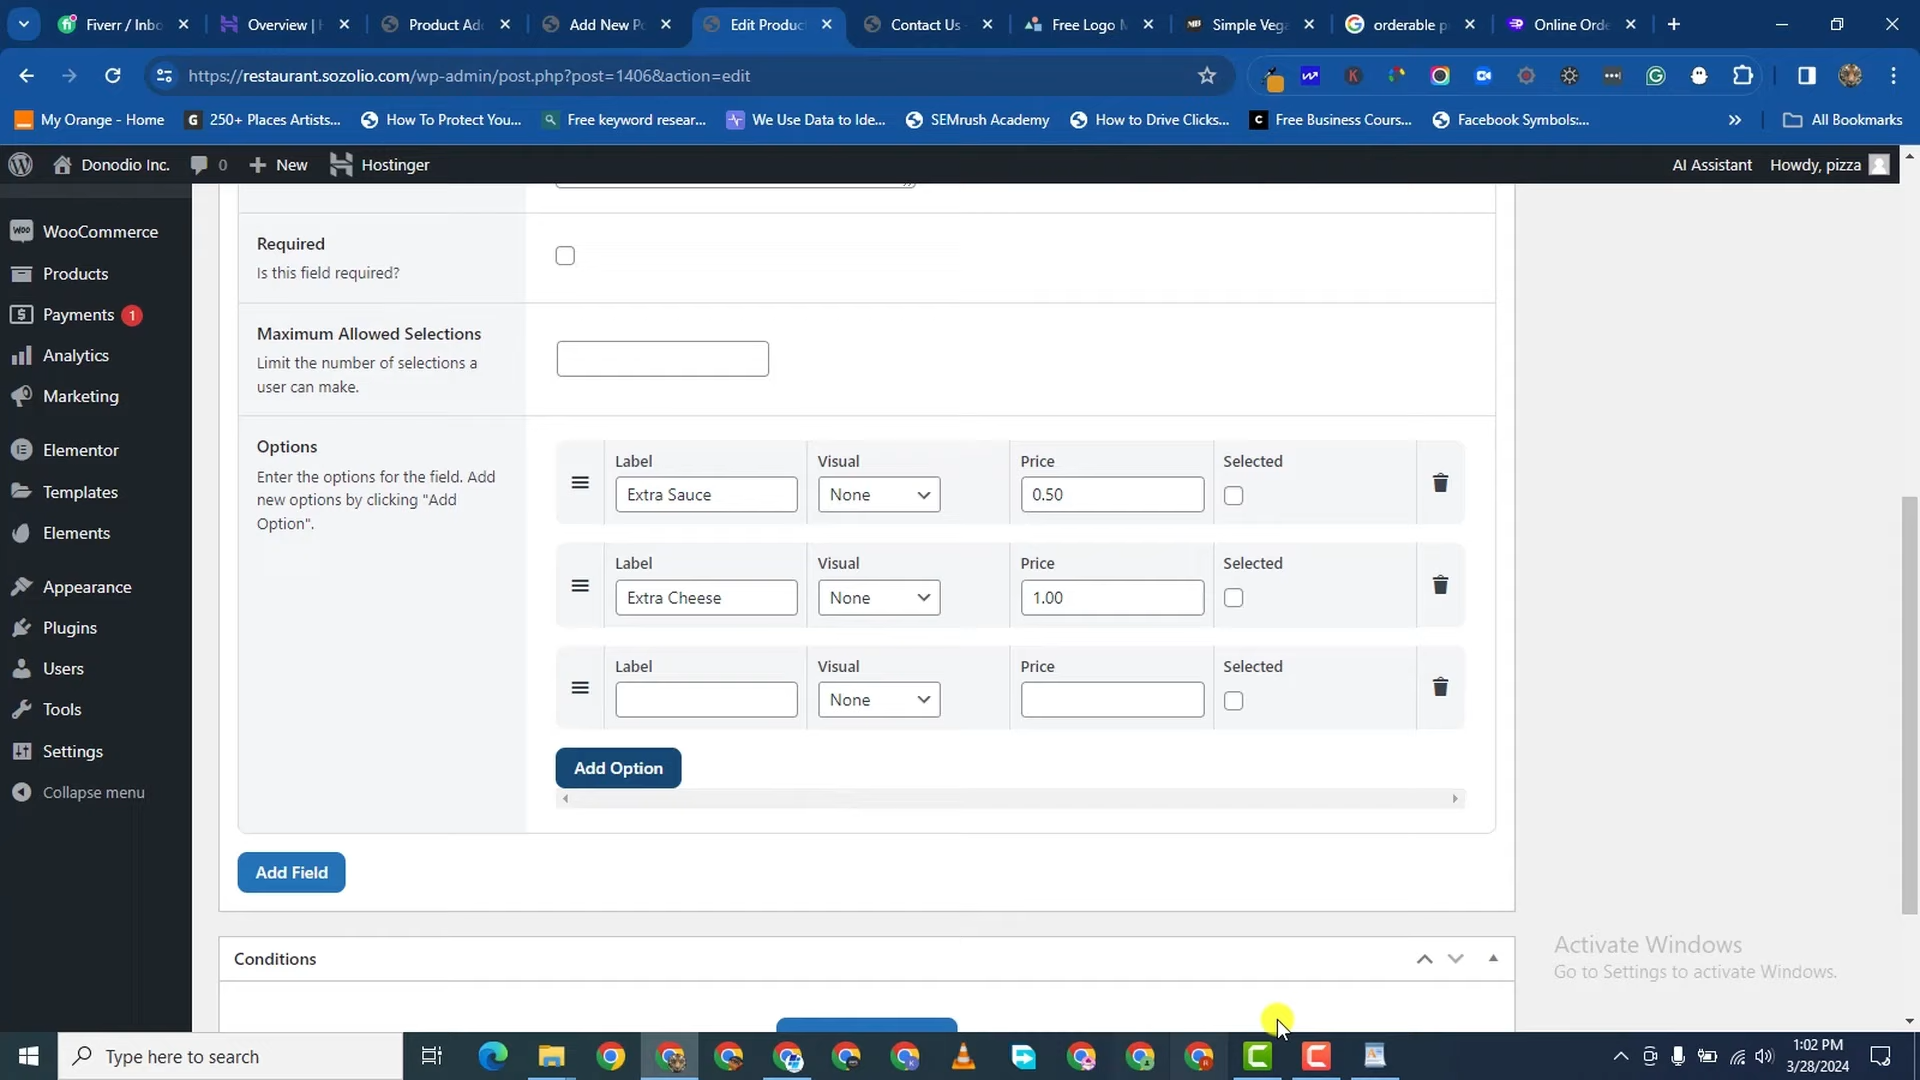 Fiverr / Inbo
Overview |
Product Ad
Add New P
Edit Produc
Contact Us
Free Logo
Simple Veg
orderable p
Online Orde
https://restaurant.sozolio.com/wp-admin/post.php?post=1406&action=edit
My Orange - Home
250+ Places Artists...
How To Protect You...
Free keyword resear...
We Use Data to Ide...
SEMrush Academy
How to Drive Clicks...
Free Business Cours...
Facebook Symbols:...
All Bookmarks
Donodio Inc.
0
New
Hostinger
AI Assistant
Howdy, pizza
WooCommerce
Products
Payments 1
Analytics
Marketing
Elementor
Templates
Elements
Appearance
Plugins
Users
Tools
Settings
Collapse menu
Required
Is this field required?
Maximum Allowed Selections
Limit the number of selections a
user can make.
Options
Enter the options for the field. Add
new options by clicking "Add
Option".
Label Visual Price Selected
Extra Sauce None 0.50
Label Visual Price Selected
Extra Cheese None 1.00
Label Visual Price Selected
None
Add Option
Add Field
Conditions
Activate Windows
Go to Settings to activate Windows.
Type here to search
1:02 PM
3/28/2024